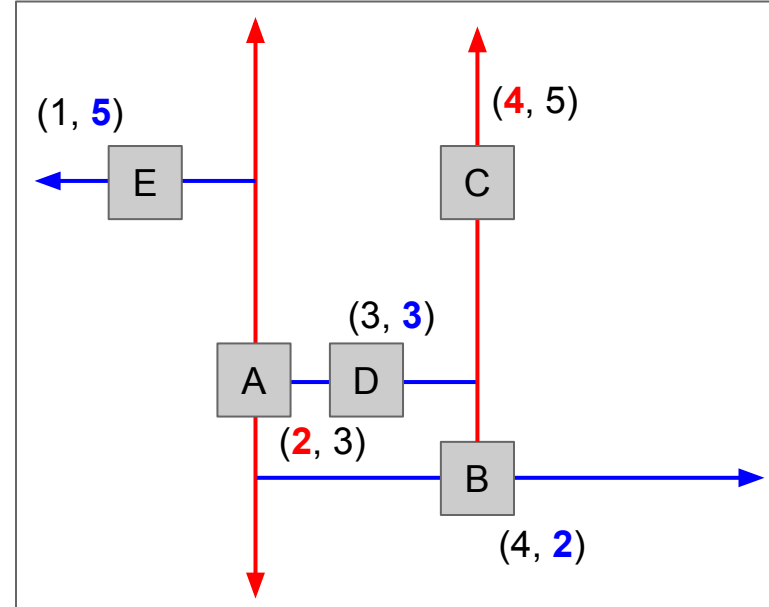 (4, 5)
(1, 5)
E
C
(3, 3)
A
D
(2, 3)
B
(4, 2)